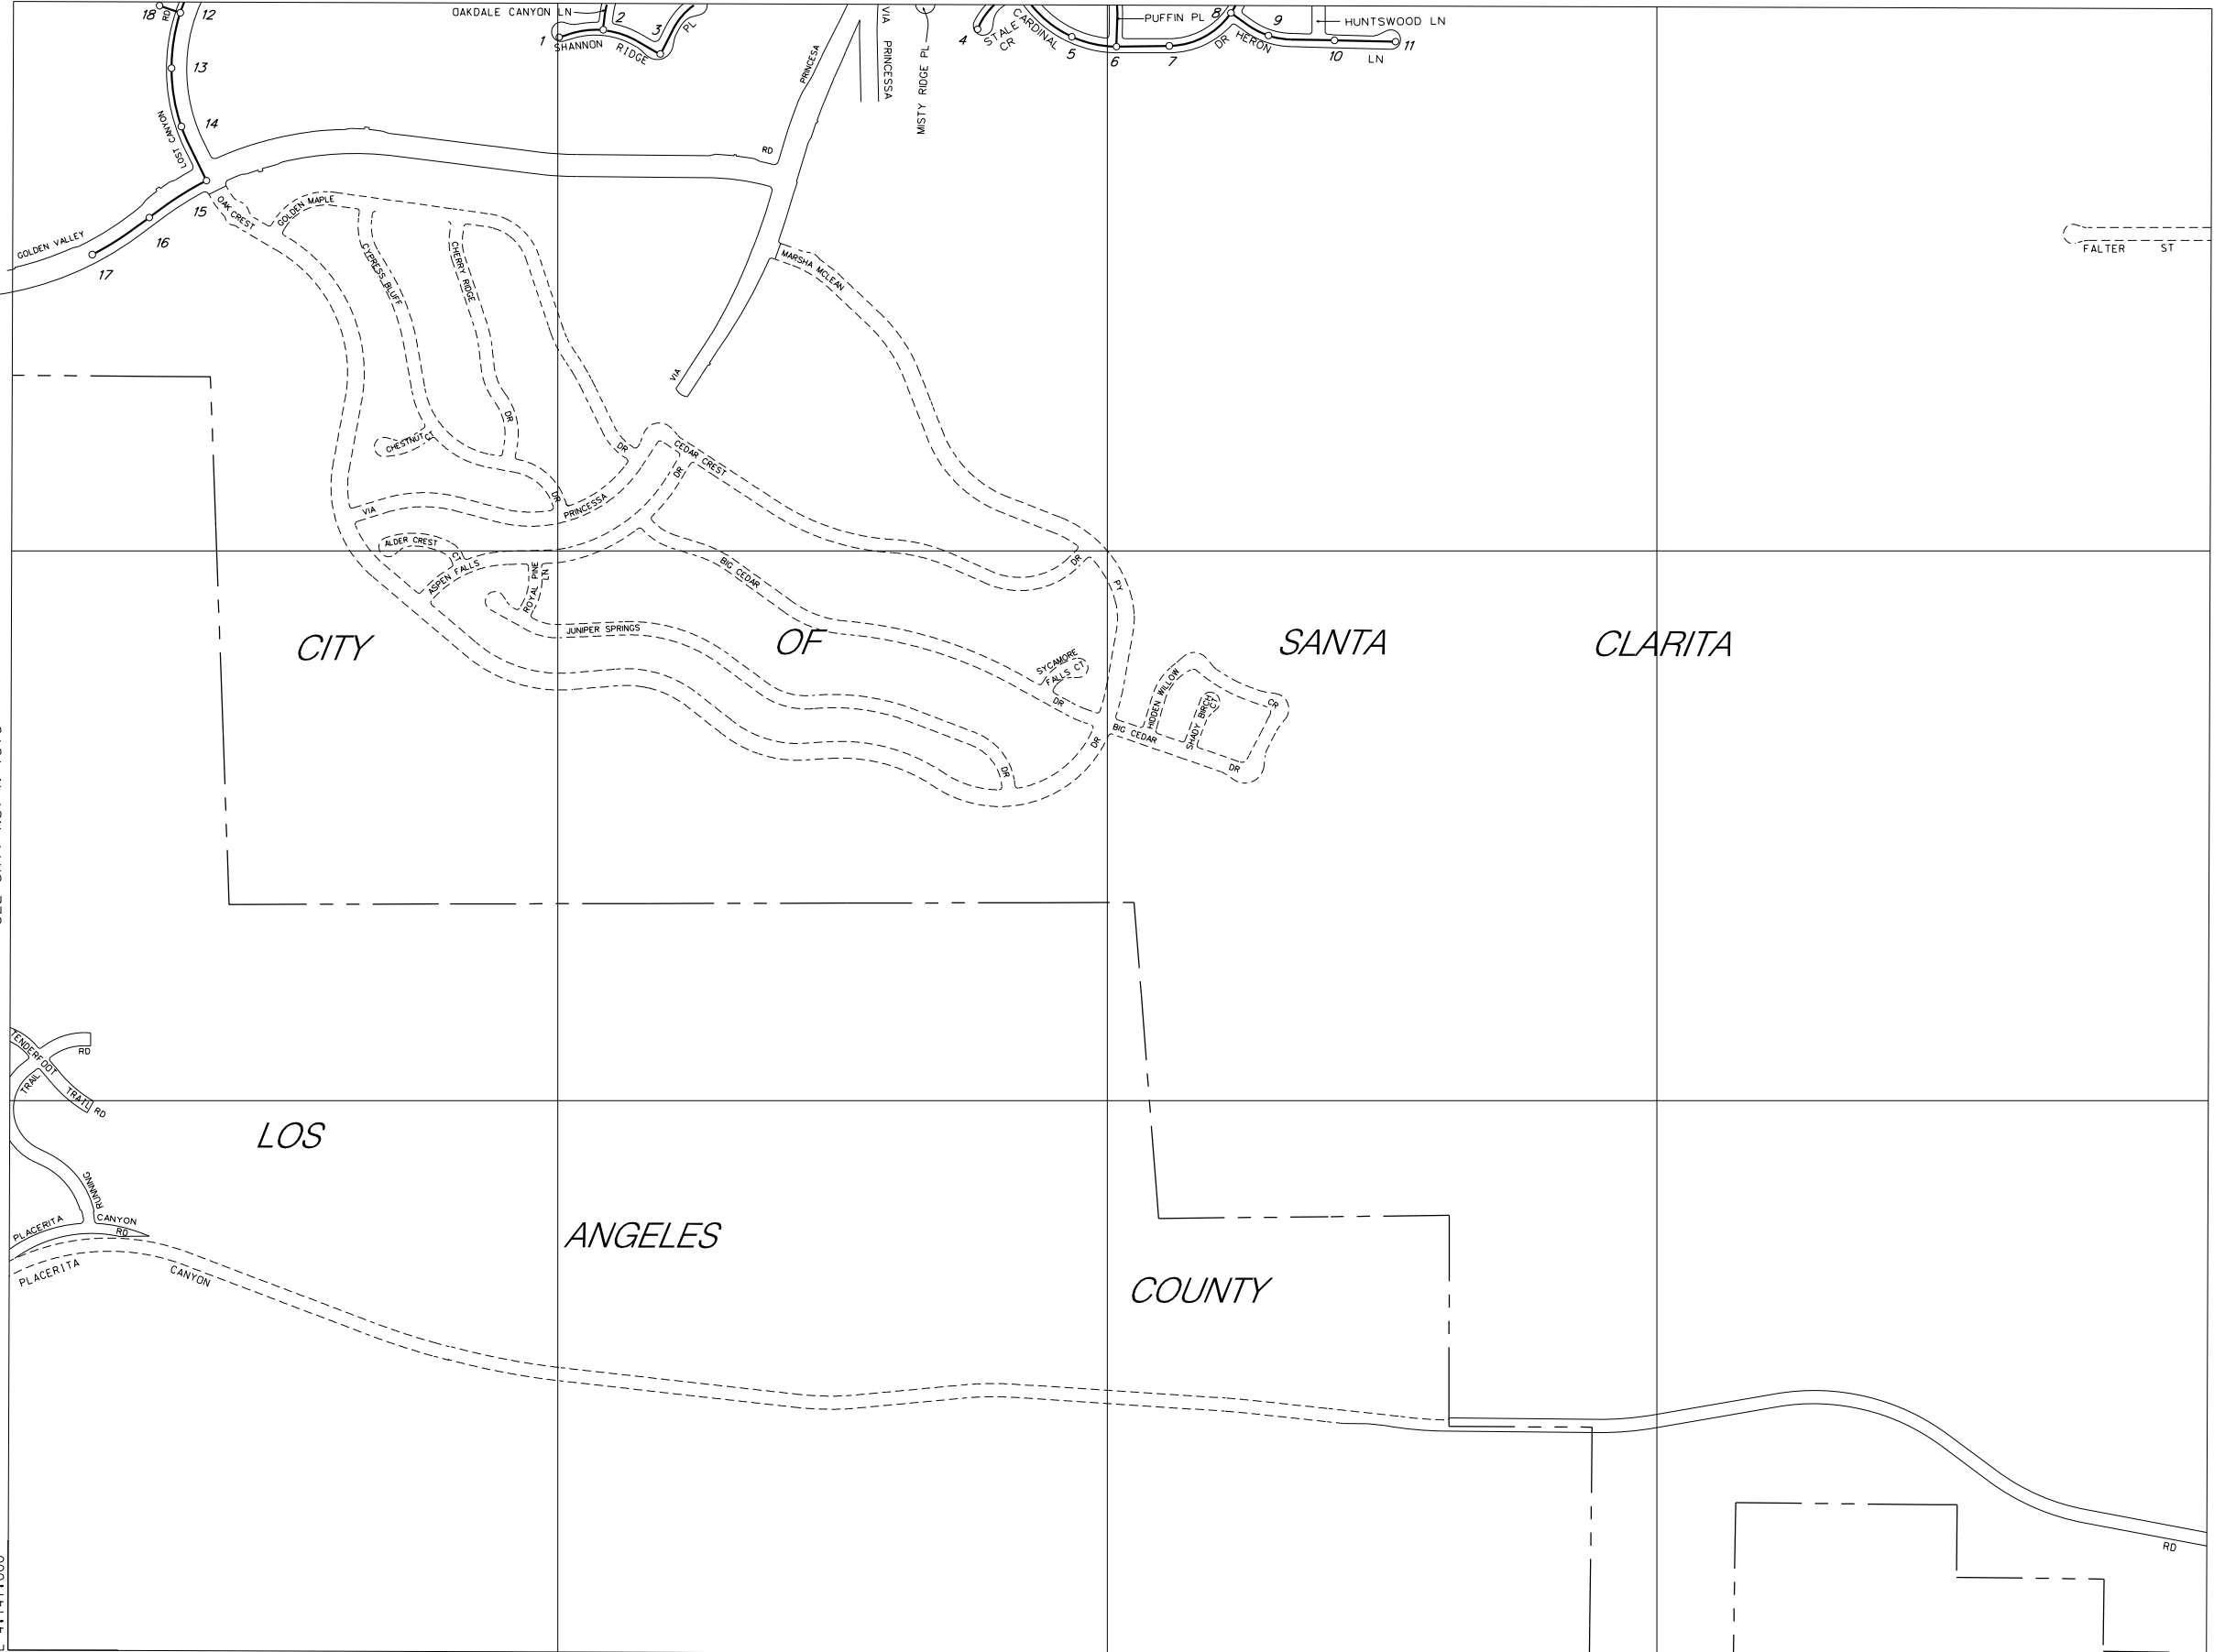 18
12
OAKDALE CANYON LN
2
3
PL
1
SHANNON RIDGE
PRINCESA
VIA PRINCESSA
MISTY RIDGE PL
4
STALE CR
CARDINAL
5
6
PUFFIN PL
7
8
DR
HERON
9
HUNTSWOOD LN
10
LN
11
RD
13
14
LOST CANYON
RD
15
OAK CREST
GOLDEN MAPLE
16
GOLDEN VALLEY
17
CYPRESS BLUFF
CHERRY RIDGE
MARSHA MCLEAN
FALTER ST
VIA
CHESTNUT CT
DR
DR
CEDAR CREST
DR
VIA
DR
PRINCESSA
ALDER CREST
CT
ASPEN FALLS
ROYAL PINE
LN
BIG CEDAR
DR
PY
JUNIPER SPRINGS
CITY OF SANTA CLARITA
SYCAMORE
FALLS CT
DR
HIDDEN WILLOW
SHADY BIRCH
CT
CR
BIG CEDAR
DR
DR
DR
TENDERFOOT
RD
TRAIL
TRAIL RD
LOS
RUNNING
PLACERITA
CANYON
RD
ANGELES
PLACERITA
CANYON
COUNTY
RD